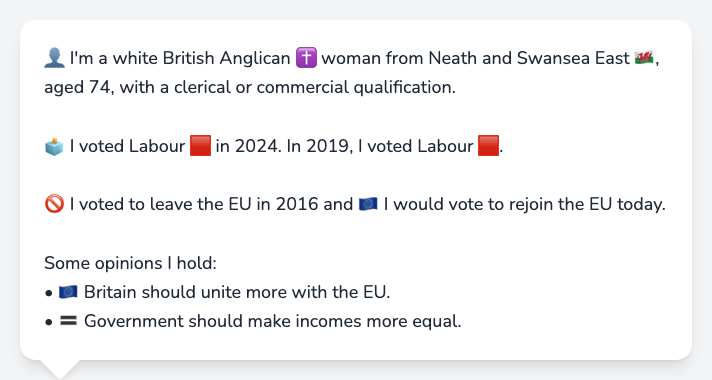 👤 I'm a white British Anglican ✝️ woman from Neath and Swansea East 🏴󠁧󠁢󠁷󠁬󠁳󠁿,
aged 74, with a clerical or commercial qualification.
🗳️ I voted Labour 🟥 in 2024. In 2019, I voted Labour 🟥.
🚫 I voted to leave the EU in 2016 and 🇪🇺 I would vote to rejoin the EU today.
Some opinions I hold:
• 🇪🇺 Britain should unite more with the EU.
• 🟰 Government should make incomes more equal.